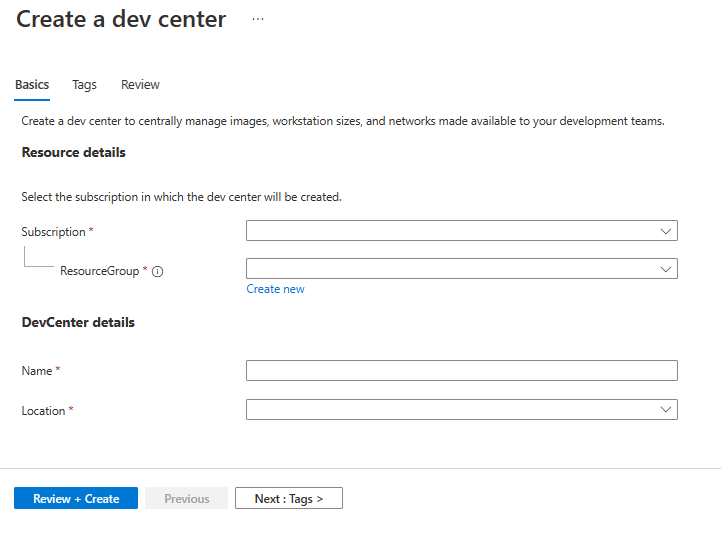 Create a dev center ...
Basics Tags Review
Create a dev center to centrally manage images, workstation sizes, and networks made available to your development teams.
Resource details
Select the subscription in which the dev center will be created.
Subscription *
ResourceGroup *
Create new
DevCenter details
Name *
Location *
Review + Create Previous Next : Tags >